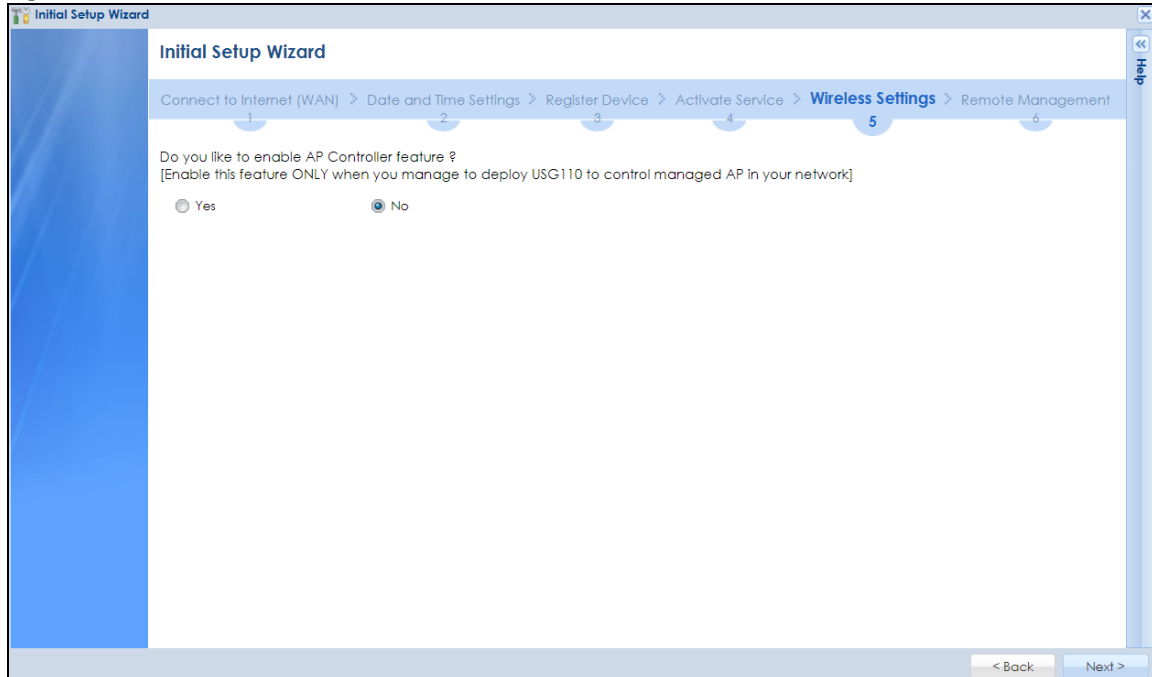 Initial Setup Wizard
Initial Setup Wizard
Connect to Internet (WAN) > Date and Time Settings > Register Device > Activate Service > Wireless Settings > Remote Management
1 2 3 4 5 6
Do you like to enable AP Controller feature ?
[Enable this feature ONLY when you manage to deploy USG110 to control managed AP in your network]
Yes No
Help
< Back Next >